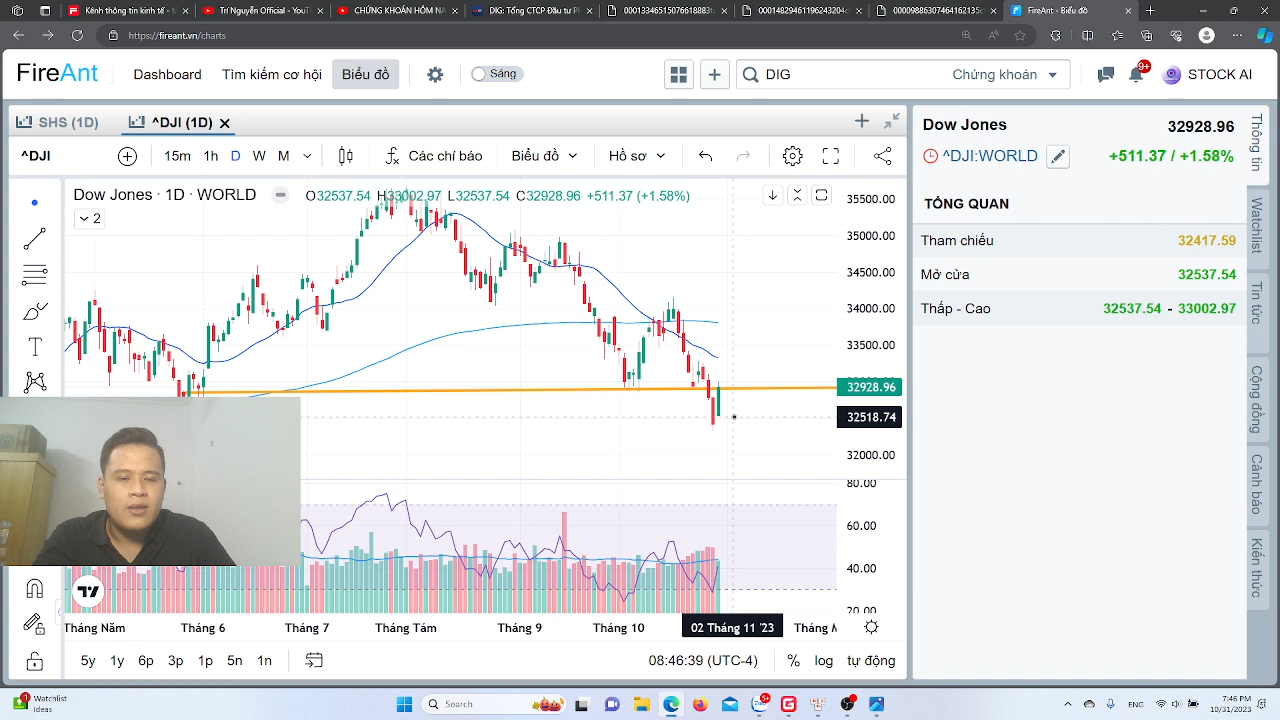 Kênh thông tin kinh tế - tà
Trí Nguyễn Official - YouT
CHỨNG KHOÁN HÔM NA
DIG: Tổng CTCP Đầu tư P
FireAnt - Biểu đồ
https://fireant.vn/charts
FireAnt
Dashboard
Tìm kiếm cơ hội
Biểu đồ
Sáng
DIG
Chứng khoán
9+
STOCK AI
SHS (1D)
^DJI (1D)
^DJI
15m
1h
D
W
M
Các chỉ báo
Biểu đồ
Hồ sơ
Dow Jones · 1D · WORLD
O32537.54 H33002.97 L32537.54 C32928.96 +511.37 (+1.58%)
2
35500.00
35000.00
34500.00
34000.00
33500.00
32928.96
32518.74
32000.00
80.00
60.00
40.00
20.00
Tháng Năm
Tháng 6
Tháng 7
Tháng Tám
Tháng 9
Tháng 10
02 Tháng 11 '23
Tháng M
5y
1y
6p
3p
1p
5n
1n
08:46:39 (UTC-4)
%
log
tự động
Dow Jones
32928.96
^DJI:WORLD
+511.37 / +1.58%
TỔNG QUAN
Tham chiếu
32417.59
Mở cửa
32537.54
Thấp - Cao
32537.54 - 33002.97
Thông tin
Watchlist
Tin tức
Cộng đồng
Cảnh báo
Kiến thức
Watchlist
Ideas
Search
5+
ENG
7:46 PM
10/31/2023